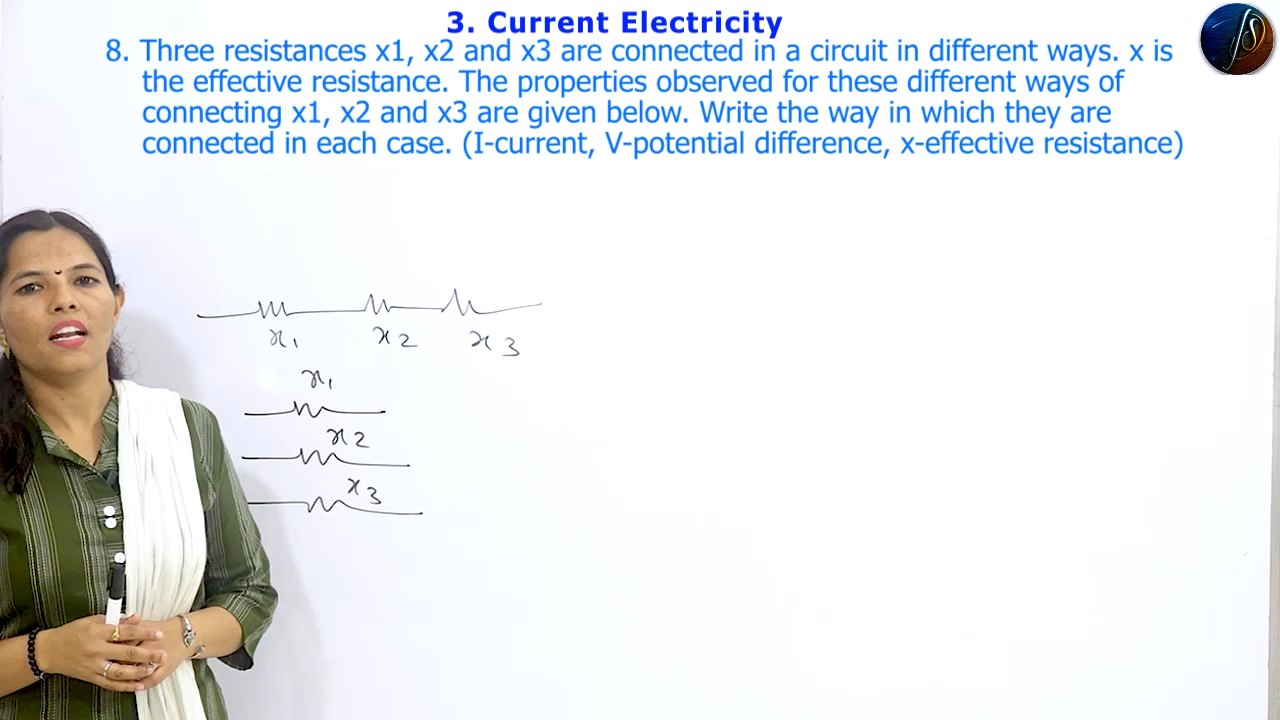 3. Current Electricity
8. Three resistances x1, x2 and x3 are connected in a circuit in different ways. x is
the effective resistance. The properties observed for these different ways of
connecting x1, x2 and x3 are given below. Write the way in which they are
connected in each case. (I-current, V-potential difference, x-effective resistance)
x1 x2 x3
x1
x2
x3